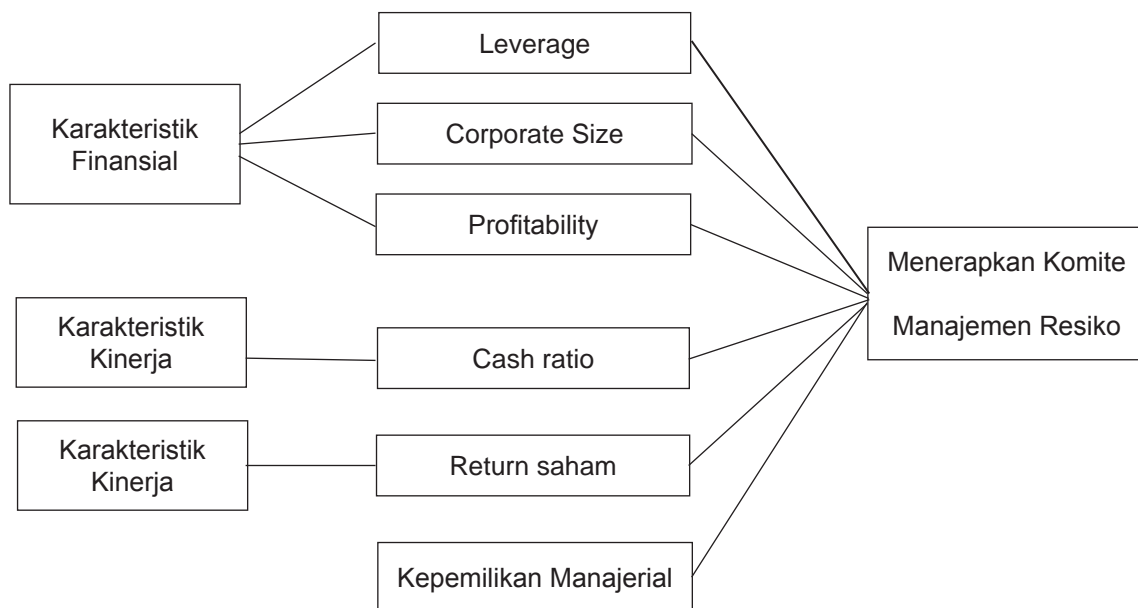 Leverage
Karakteristik
Finansial
Corporate Size
Profitability
Menerapkan Komite
Manajemen Resiko
Karakteristik
Kinerja
Cash ratio
Karakteristik
Kinerja
Return saham
Kepemilikan Manajerial